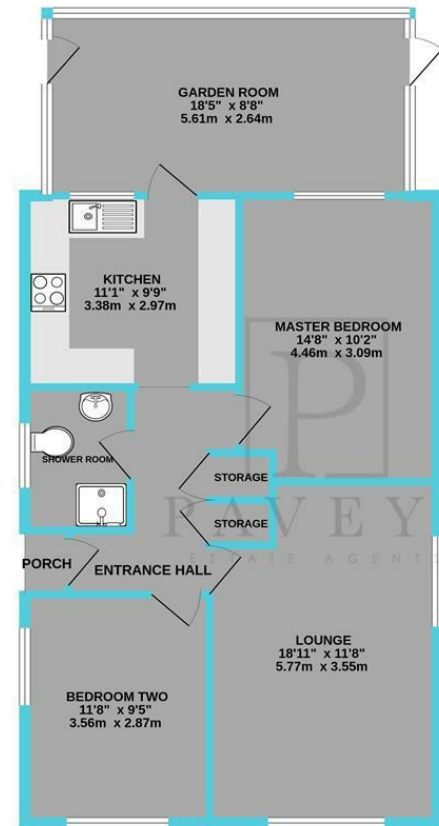 GARDEN ROOM
18'5" x 8'8"
5.61m x 2.64m
KITCHEN
11'1" x 9'9"
3.38m x 2.97m
MASTER BEDROOM
14'8" x 10'2"
4.46m x 3.09m
P
SHOWER ROOM
STORAGE
PAVEY
STORAGE
ESTATE AGENTS
PORCH
ENTRANCE HALL
LOUNGE
18'11" x 11'8"
5.77m x 3.55m
BEDROOM TWO
11'8" x 9'5"
3.56m x 2.87m